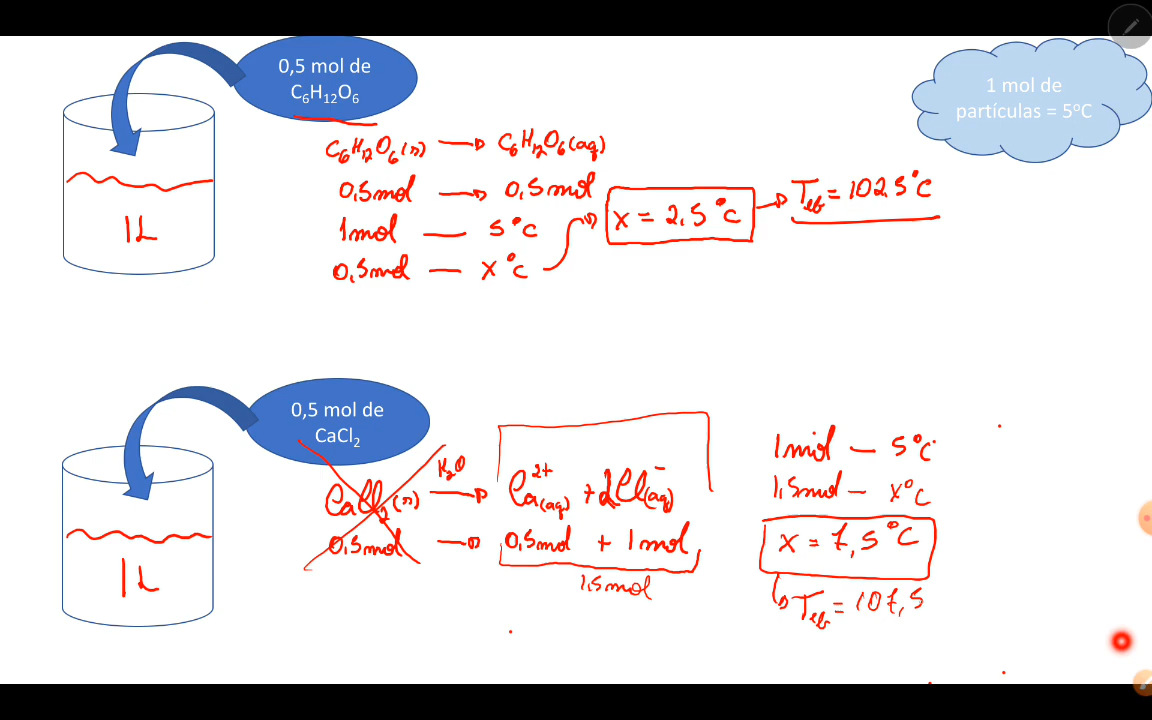 0,5 mol de
C₆H₁₂O₆
1 mol de
partículas = 5ºC
C₆H₁₂O₆(s) → C₆H₁₂O₆(aq)
0,5mol → 0,5mol
1mol — 5°C
0,5mol — x°C
x = 2,5°C → Teb = 102,5°C
1L
0,5 mol de
CaCl₂
CaCl₂(s) H₂O → Ca²⁺(aq) + 2Cl⁻(aq)
0,5mol → 0,5mol + 1mol
1,5mol
1mol — 5°C
1,5mol — x°C
x = 7,5°C
Teb = 107,5
1L